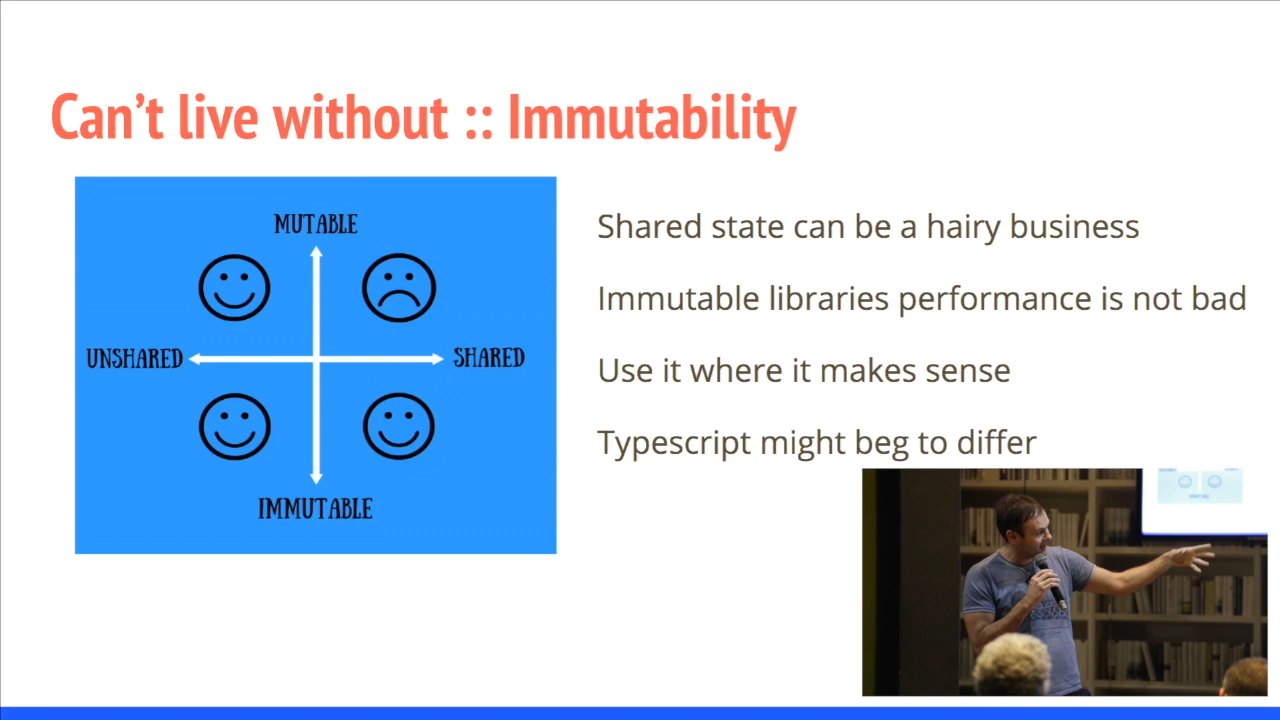 Can’t live without :: Immutability
MUTABLE
UNSHARED
SHARED
IMMUTABLE
Shared state can be a hairy business
Immutable libraries performance is not bad
Use it where it makes sense
Typescript might beg to differ